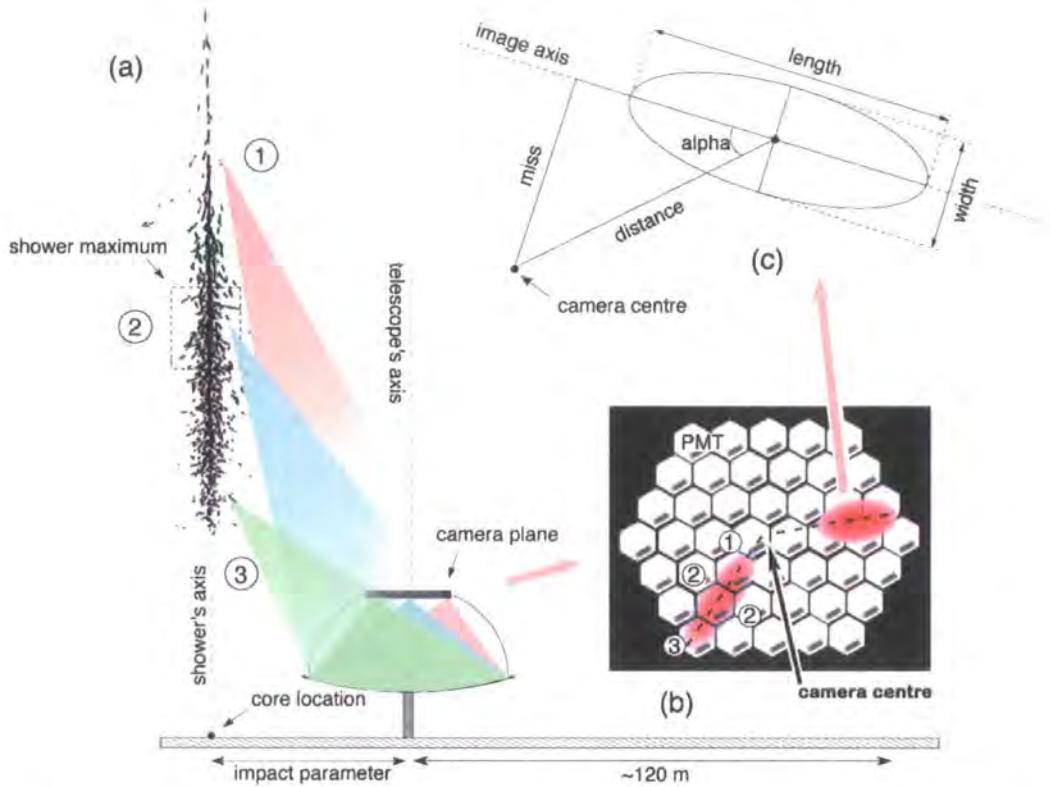 (a)
1
shower maximum
2
3
shower's axis
core location
telescope's axis
camera plane
impact parameter
~120 m
image axis
length
alpha
miss
distance
width
camera centre
(c)
PMT
1
2
2
3
camera centre
(b)